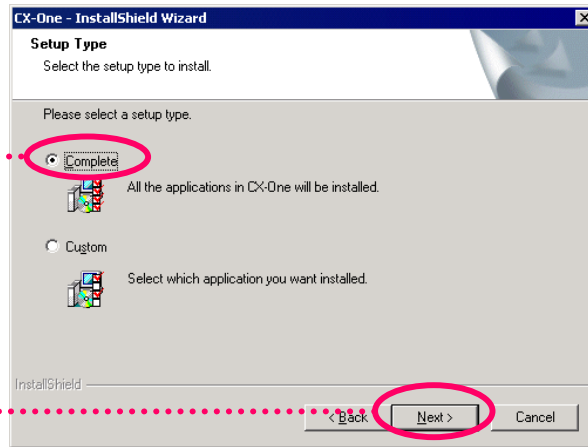 CX-One - InstallShield Wizard
Setup Type
Select the setup type to install.
Please select a setup type.
Complete
All the applications in CX-One will be installed.
Custom
Select which application you want installed.
InstallShield
< Back
Next >
Cancel